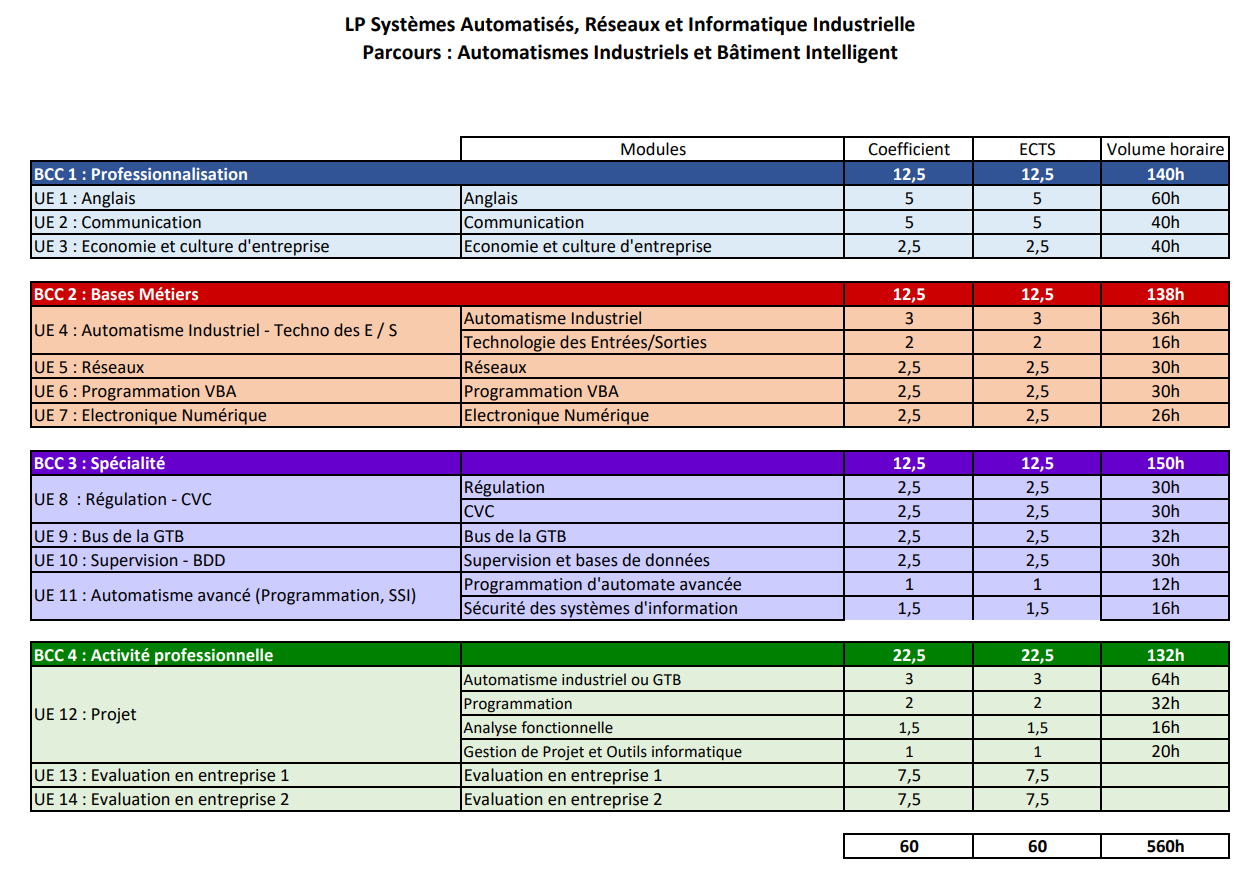 LP Systèmes Automatisés, Réseaux et Informatique Industrielle
Parcours : Automatismes Industriels et Bâtiment Intelligent
Modules Coefficient ECTS Volume horaire
BCC 1 : Professionnalisation 12,5 12,5 140h
UE 1 : Anglais Anglais 5 5 60h
UE 2 : Communication Communication 5 5 40h
UE 3 : Economie et culture d'entreprise Economie et culture d'entreprise 2,5 2,5 40h
BCC 2 : Bases Métiers 12,5 12,5 138h
UE 4 : Automatisme Industriel - Techno des E / S Automatisme Industriel 3 3 36h
Technologie des Entrées/Sorties 2 2 16h
UE 5 : Réseaux Réseaux 2,5 2,5 30h
UE 6 : Programmation VBA Programmation VBA 2,5 2,5 30h
UE 7 : Electronique Numérique Electronique Numérique 2,5 2,5 26h
BCC 3 : Spécialité 12,5 12,5 150h
UE 8 : Régulation - CVC Régulation 2,5 2,5 30h
CVC 2,5 2,5 30h
UE 9 : Bus de la GTB Bus de la GTB 2,5 2,5 32h
UE 10 : Supervision - BDD Supervision et bases de données 2,5 2,5 30h
UE 11 : Automatisme avancé (Programmation, SSI) Programmation d'automate avancée 1 1 12h
Sécurité des systèmes d'information 1,5 1,5 16h
BCC 4 : Activité professionnelle 22,5 22,5 132h
UE 12 : Projet Automatisme industriel ou GTB 3 3 64h
Programmation 2 2 32h
Analyse fonctionnelle 1,5 1,5 16h
Gestion de Projet et Outils informatique 1 1 20h
UE 13 : Evaluation en entreprise 1 Evaluation en entreprise 1 7,5 7,5
UE 14 : Evaluation en entreprise 2 Evaluation en entreprise 2 7,5 7,5
60 60 560h